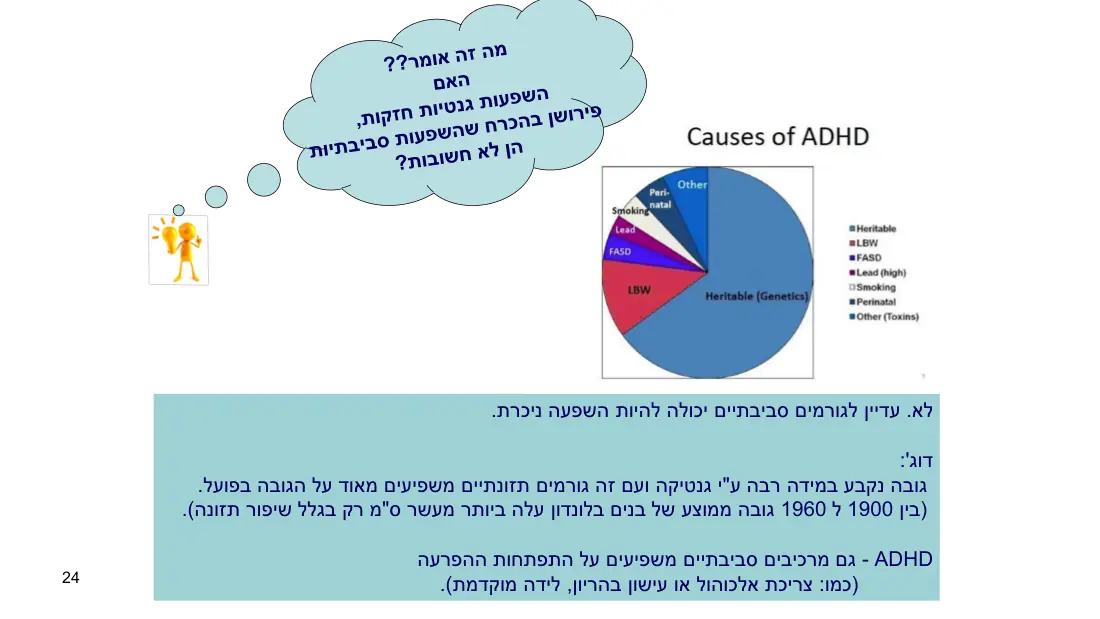 מה זה אומר??
האם
השפעות גנטיות חזקות,
פירושן בהכרח שהשפעות סביבתיות
הן לא חשובות?
Causes of ADHD
Other
Peri-
natal
Smoking
Lead
FASD
LBW
Heritable (Genetics)
Heritable
LBW
FASD
Lead (high)
Smoking
Perinatal
Other (Toxins)
לא. עדיין לגורמים סביבתיים יכולה להיות השפעה ניכרת.
דוג':
גובה נקבע במידה רבה ע"י גנטיקה ועם זה גורמים תזונתיים משפיעים מאוד על הגובה בפועל.
(בין 1900 ל 1960 גובה ממוצע של בנים בלונדון עלה ביותר מעשר ס"מ רק בגלל שיפור תזונה).
ADHD - גם מרכיבים סביבתיים משפיעים על התפתחות ההפרעה
(כמו: צריכת אלכוהול או עישון בהריון, לידה מוקדמת).
24